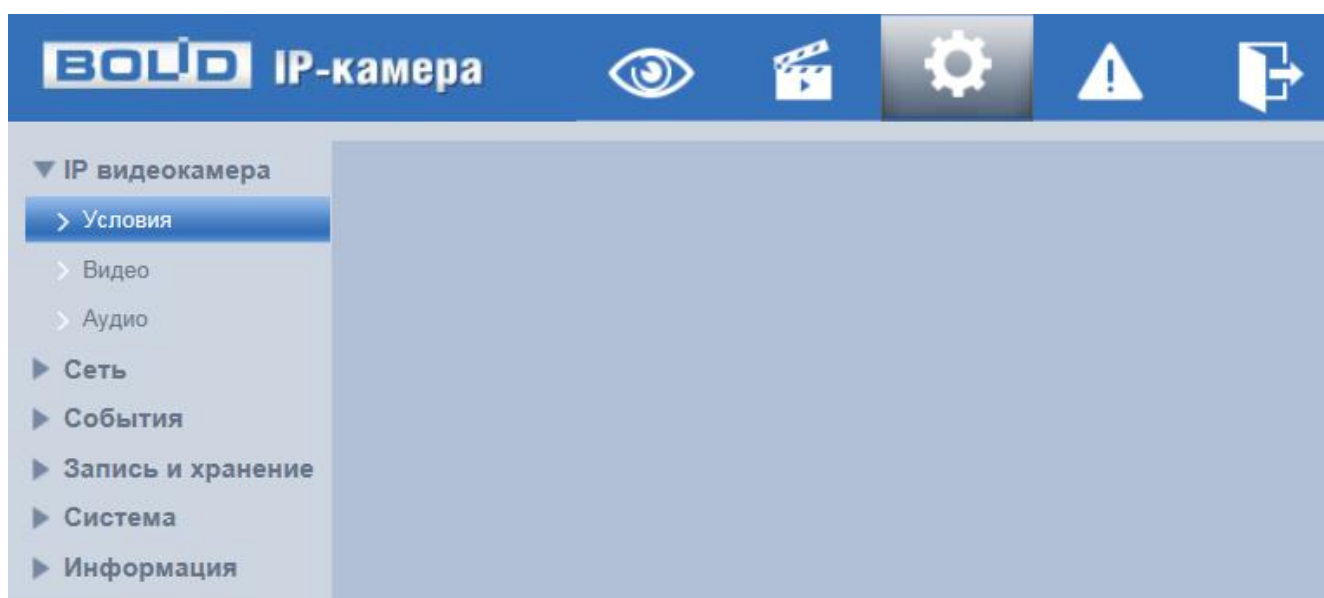 BOLID IP-камера
IP видеокамера
Условия
Видео
Аудио
Сеть
События
Запись и хранение
Система
Информация